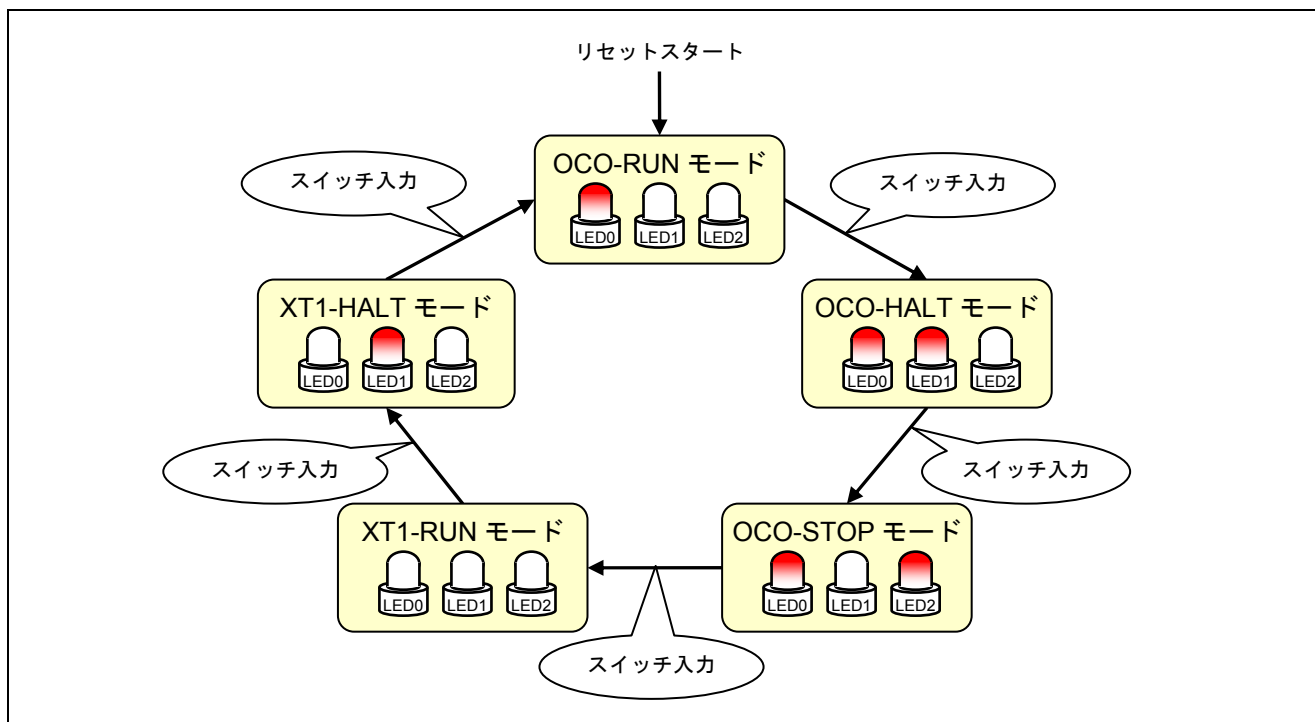 リセットスタート
OCO-RUN モード
LED0 LED1 LED2
スイッチ入力
スイッチ入力
XT1-HALT モード
LED0 LED1 LED2
OCO-HALT モード
LED0 LED1 LED2
スイッチ入力
スイッチ入力
XT1-RUN モード
LED0 LED1 LED2
OCO-STOP モード
LED0 LED1 LED2
スイッチ入力